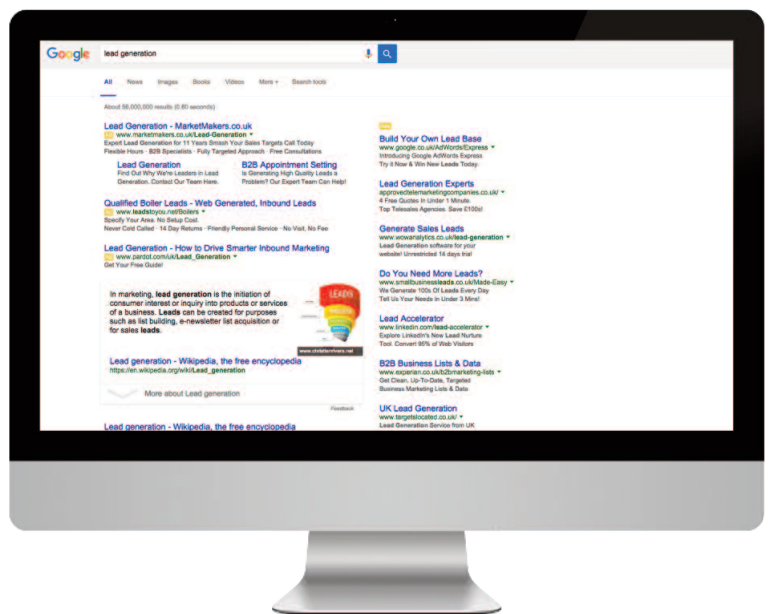 Google
lead generation
All News Images Books Videos More Search tools
About 56,000,000 results (0.80 seconds)
Lead Generation - MarketMakers.co.uk
Ad www.marketmakers.co.uk/Lead-Generation
Expert Lead Generation for 11 Years Smash Your Sales Targets Call Today
Flexible Hours · B2B Specialists · Fully Targeted Approach · Free Consultations
Lead Generation
Find Out Why We're Leaders in Lead
Generation. Contact Our Team Here.
B2B Appointment Setting
Is Generating High Quality Leads a
Problem? Our Expert Team Can Help!
Qualified Boiler Leads - Web Generated, Inbound Leads
Ad www.leadstoyou.net/Boilers
Specify Your Area. No Setup Cost.
Never Cold Called · 14 Day Returns · Friendly Personal Service · No Visit, No Fee
Lead Generation - How to Drive Smarter Inbound Marketing
Ad www.pardot.com/uk/Lead_Generation
Get Your Free Guide!
In marketing, lead generation is the initiation of
consumer interest or inquiry into products or services
of a business. Leads can be created for purposes
such as list building, e-newsletter list acquisition or
for sales leads.
LEADS
www.christianrivers.net
Lead generation - Wikipedia, the free encyclopedia
https://en.wikipedia.org/wiki/Lead_generation
More about Lead generation
Feedback
Lead generation - Wikipedia, the free encyclopedia
Build Your Own Lead Base
www.google.co.uk/AdWords/Express
Introducing Google AdWords Express
Try it Now & Win New Leads Today.
Lead Generation Experts
approvedtelemarketingcompanies.co.uk/
4 Free Quotes In Under 1 Minute.
Top Telesales Agencies. Save £100s!
Generate Sales Leads
www.wowanalytics.co.uk/lead-generation
Lead Generation software for your
website! Unrestricted 14 days trial
Do You Need More Leads?
www.smallbusinessleads.co.uk/Made-Easy
We Generate 100s Of Leads Every Day
Tell Us Your Needs in Under 3 Mins!
Lead Accelerator
www.linkedin.com/lead-accelerator
Explore LinkedIn's New Lead Nurture
Tool. Convert 95% of Web Visitors
B2B Business Lists & Data
www.experian.co.uk/b2bmarketing-lists
Get Clean, Up-To-Date, Targeted
Business Marketing Lists & Data
UK Lead Generation
www.targetslocated.co.uk/
Lead Generation Service from UK